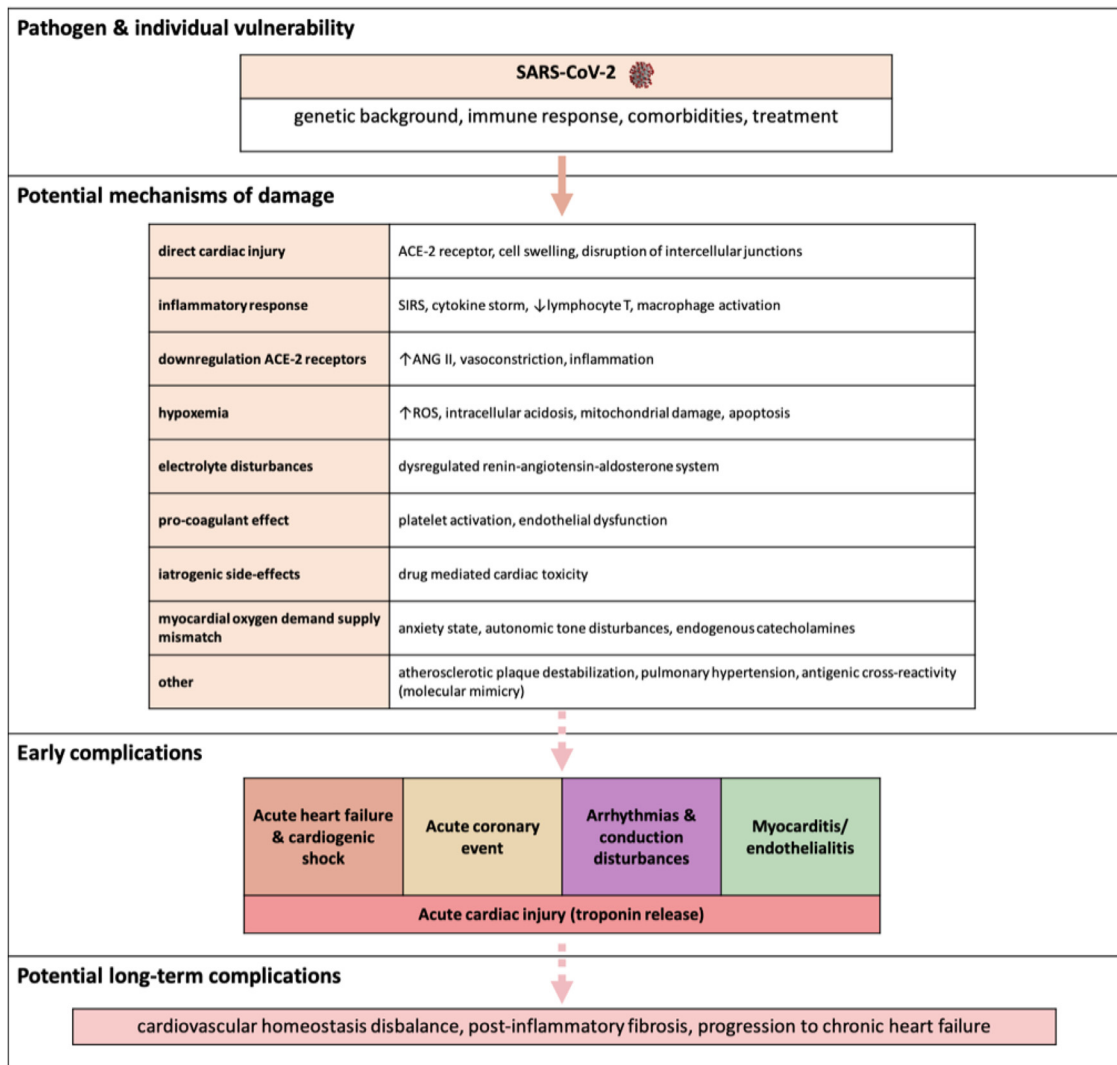 Pathogen & individual vulnerability
SARS-CoV-2
genetic background, immune response, comorbidities, treatment
Potential mechanisms of damage
direct cardiac injury
ACE-2 receptor, cell swelling, disruption of intercellular junctions
inflammatory response
SIRS, cytokine storm, ↓lymphocyte T, macrophage activation
downregulation ACE-2 receptors
↑ANG II, vasoconstriction, inflammation
hypoxemia
↑ROS, intracellular acidosis, mitochondrial damage, apoptosis
electrolyte disturbances
dysregulated renin-angiotensin-aldosterone system
pro-coagulant effect
platelet activation, endothelial dysfunction
iatrogenic side-effects
drug mediated cardiac toxicity
myocardial oxygen demand supply
mismatch
anxiety state, autonomic tone disturbances, endogenous catecholamines
other
atherosclerotic plaque destabilization, pulmonary hypertension, antigenic cross-reactivity
(molecular mimicry)
Early complications
Acute heart failure
& cardiogenic
shock
Acute coronary
event
Arrhythmias &
conduction
disturbances
Myocarditis/
endothelialitis
Acute cardiac injury (troponin release)
Potential long-term complications
cardiovascular homeostasis disbalance, post-inflammatory fibrosis, progression to chronic heart failure